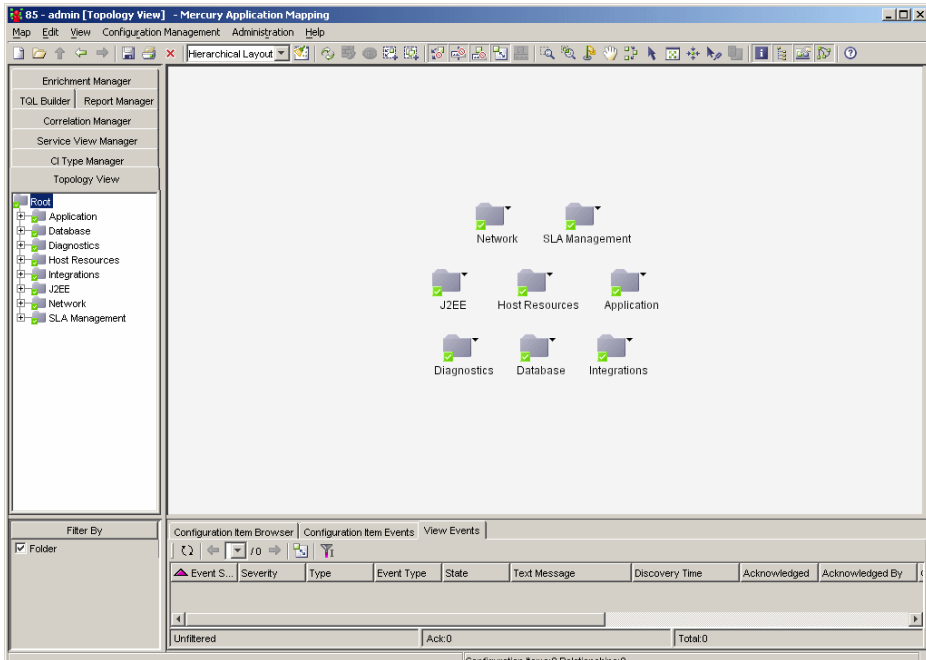 85 - admin [Topology View] - Mercury Application Mapping
Map Edit View Configuration Management Administration Help
Hierarchical Layout
Enrichment Manager
TQL Builder Report Manager
Correlation Manager
Service View Manager
CI Type Manager
Topology View
Root
Application
Database
Diagnostics
Host Resources
Integrations
J2EE
Network
SLA Management
Network SLA Management
J2EE Host Resources Application
Diagnostics Database Integrations
Filter By
Folder
Configuration Item Browser Configuration Item Events View Events
/0
Event S... Severity Type Event Type State Text Message Discovery Time Acknowledged Acknowledged By
Unfiltered Ack:0 Total:0